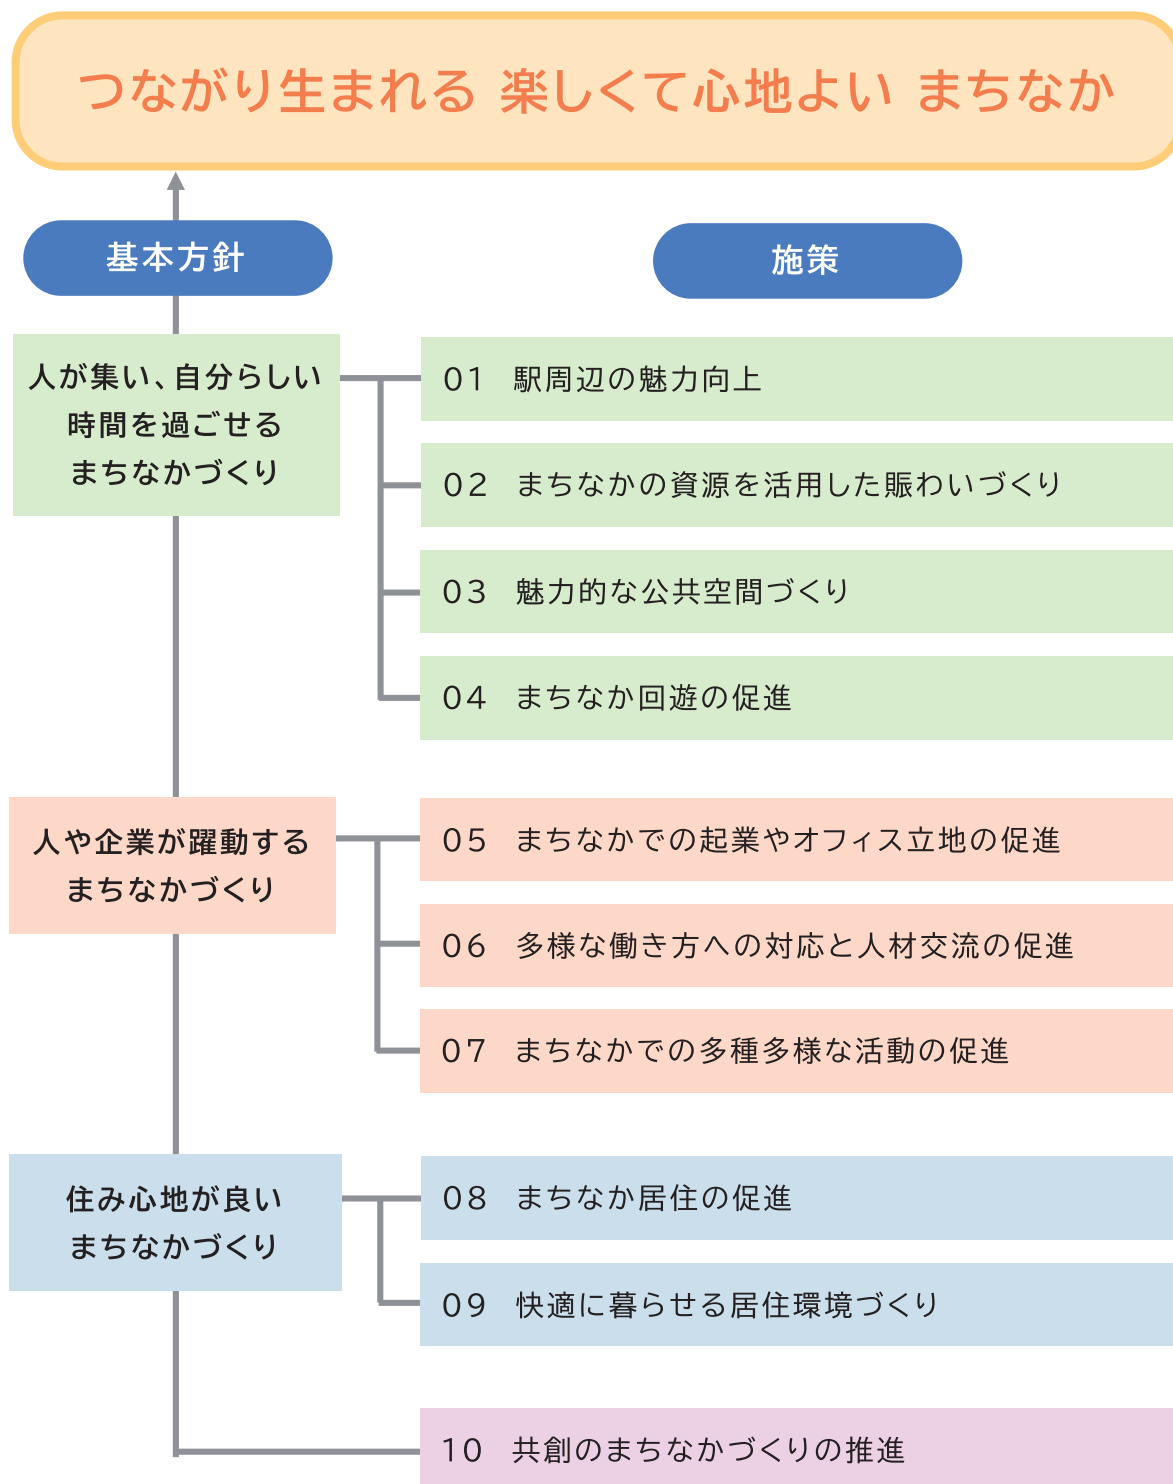 つながり生まれる 楽しくて心地よい まちなか
基本方針
施策
人が集い、自分らしい
時間を過ごせる
まちなかづくり
01 駅周辺の魅力向上
02 まちなかの資源を活用した賑わいづくり
03 魅力的な公共空間づくり
04 まちなか回遊の促進
人や企業が躍動する
まちなかづくり
05 まちなかでの起業やオフィス立地の促進
06 多様な働き方への対応と人材交流の促進
07 まちなかでの多種多様な活動の促進
住み心地が良い
まちなかづくり
08 まちなか居住の促進
09 快適に暮らせる居住環境づくり
10 共創のまちなかづくりの推進